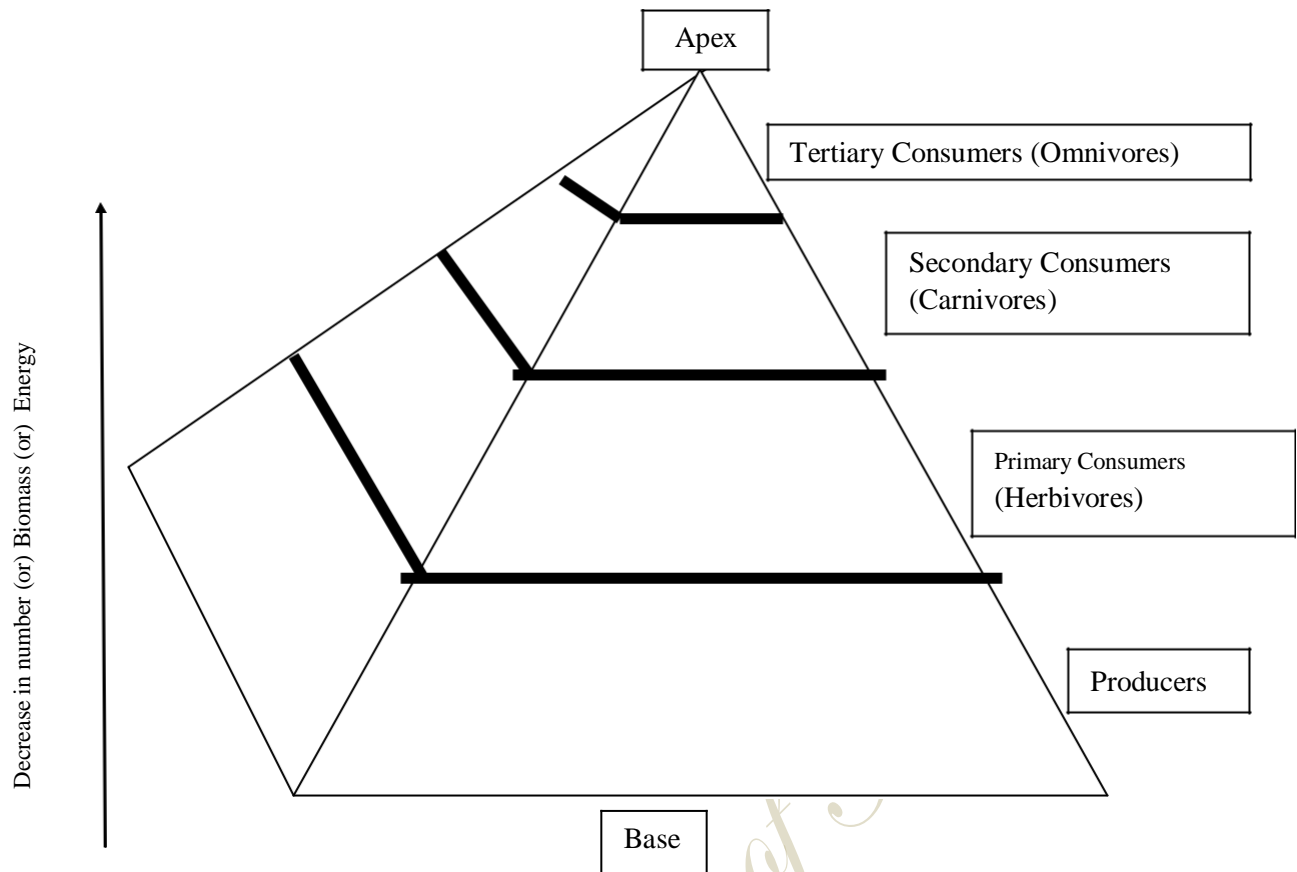 Apex
Tertiary Consumers (Omnivores)
Secondary Consumers
(Carnivores)
Decrease in number (or) Biomass (or) Energy
Primary Consumers
(Herbivores)
Producers
Base
of